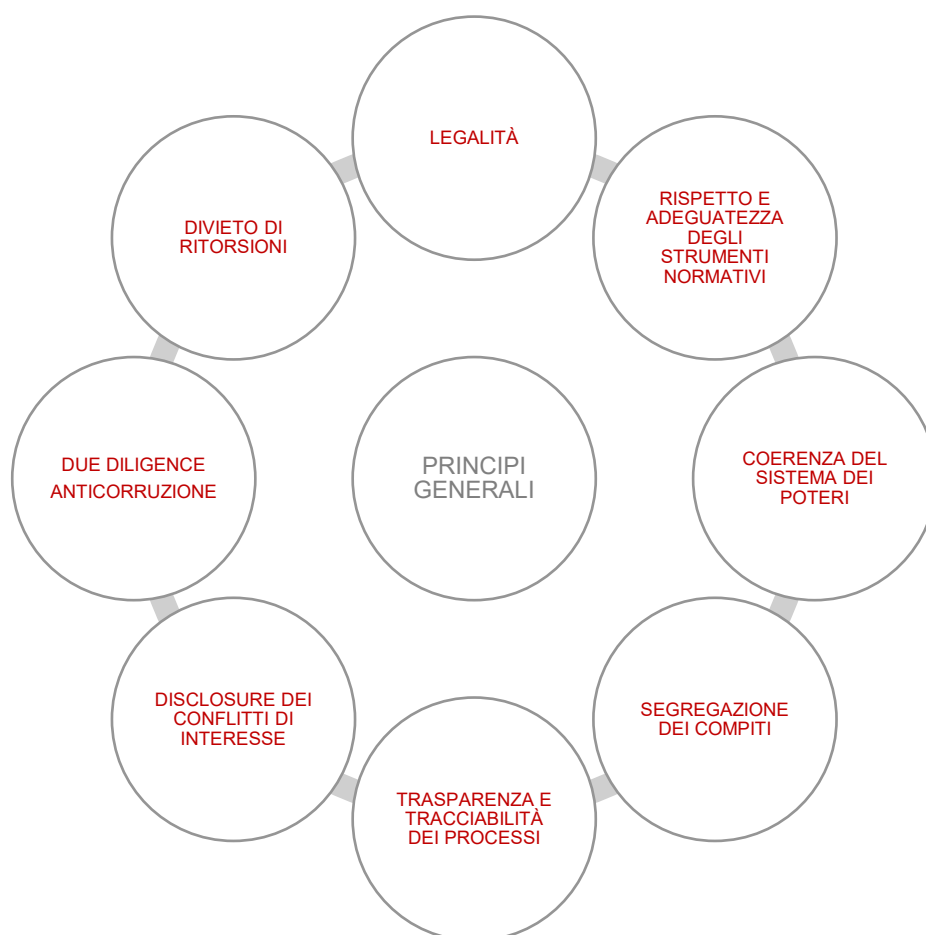 LEGALITÀ
RISPETTO E
ADEGUATEZZA
DEGLI
STRUMENTI
NORMATIVI
COERENZA DEL
SISTEMA DEI
POTERI
SEGREGAZIONE
DEI COMPITI
TRASPARENZA E
TRACCIABILITÀ
DEI PROCESSI
DISCLOSURE DEI
CONFLITTI DI
INTERESSE
DUE DILIGENCE
ANTICORRUZIONE
DIVIETO DI
RITORSIONI
PRINCIPI
GENERALI